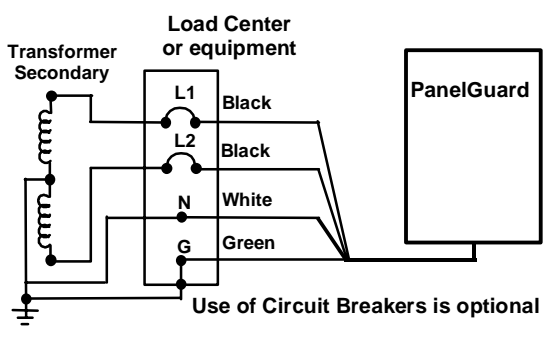 Load Center
or equipment
Transformer
Secondary
PanelGuard
L1
Black
L2
Black
N
White
G
Green
Use of Circuit Breakers is optional